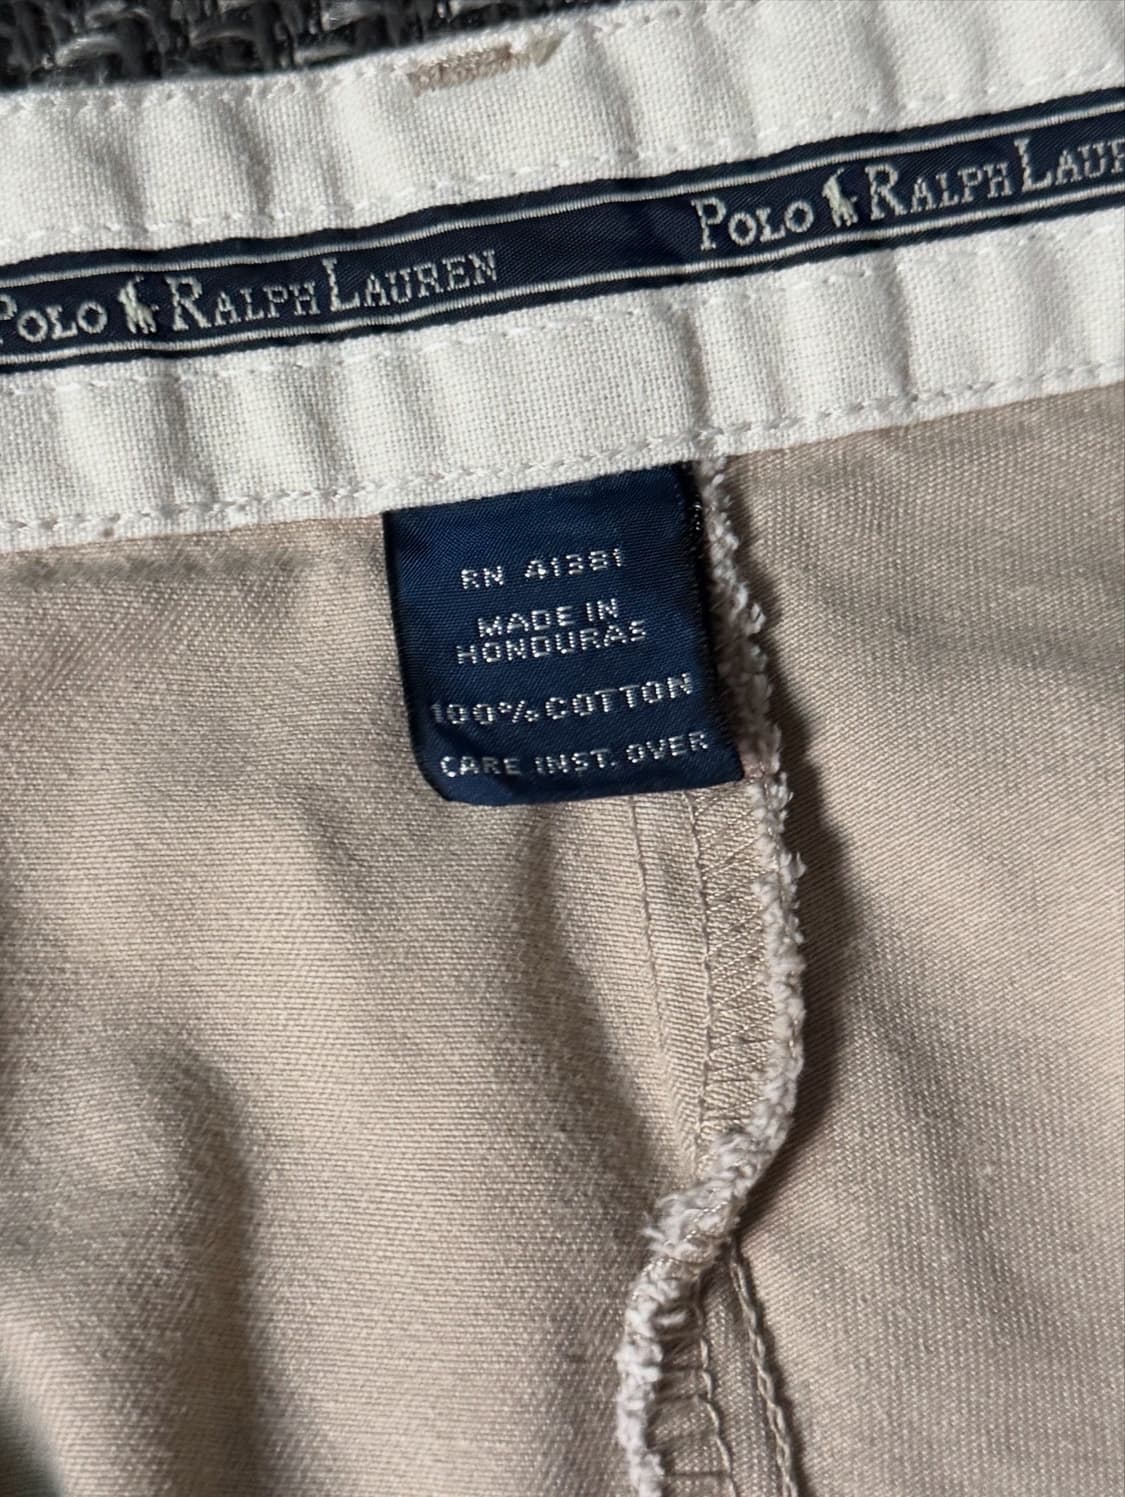 POLO RALPH LAUREN
POLO RALPH LAUR
RN 41381
MADE IN
HONDURAS
100% COTTON
CARE INST. OVER